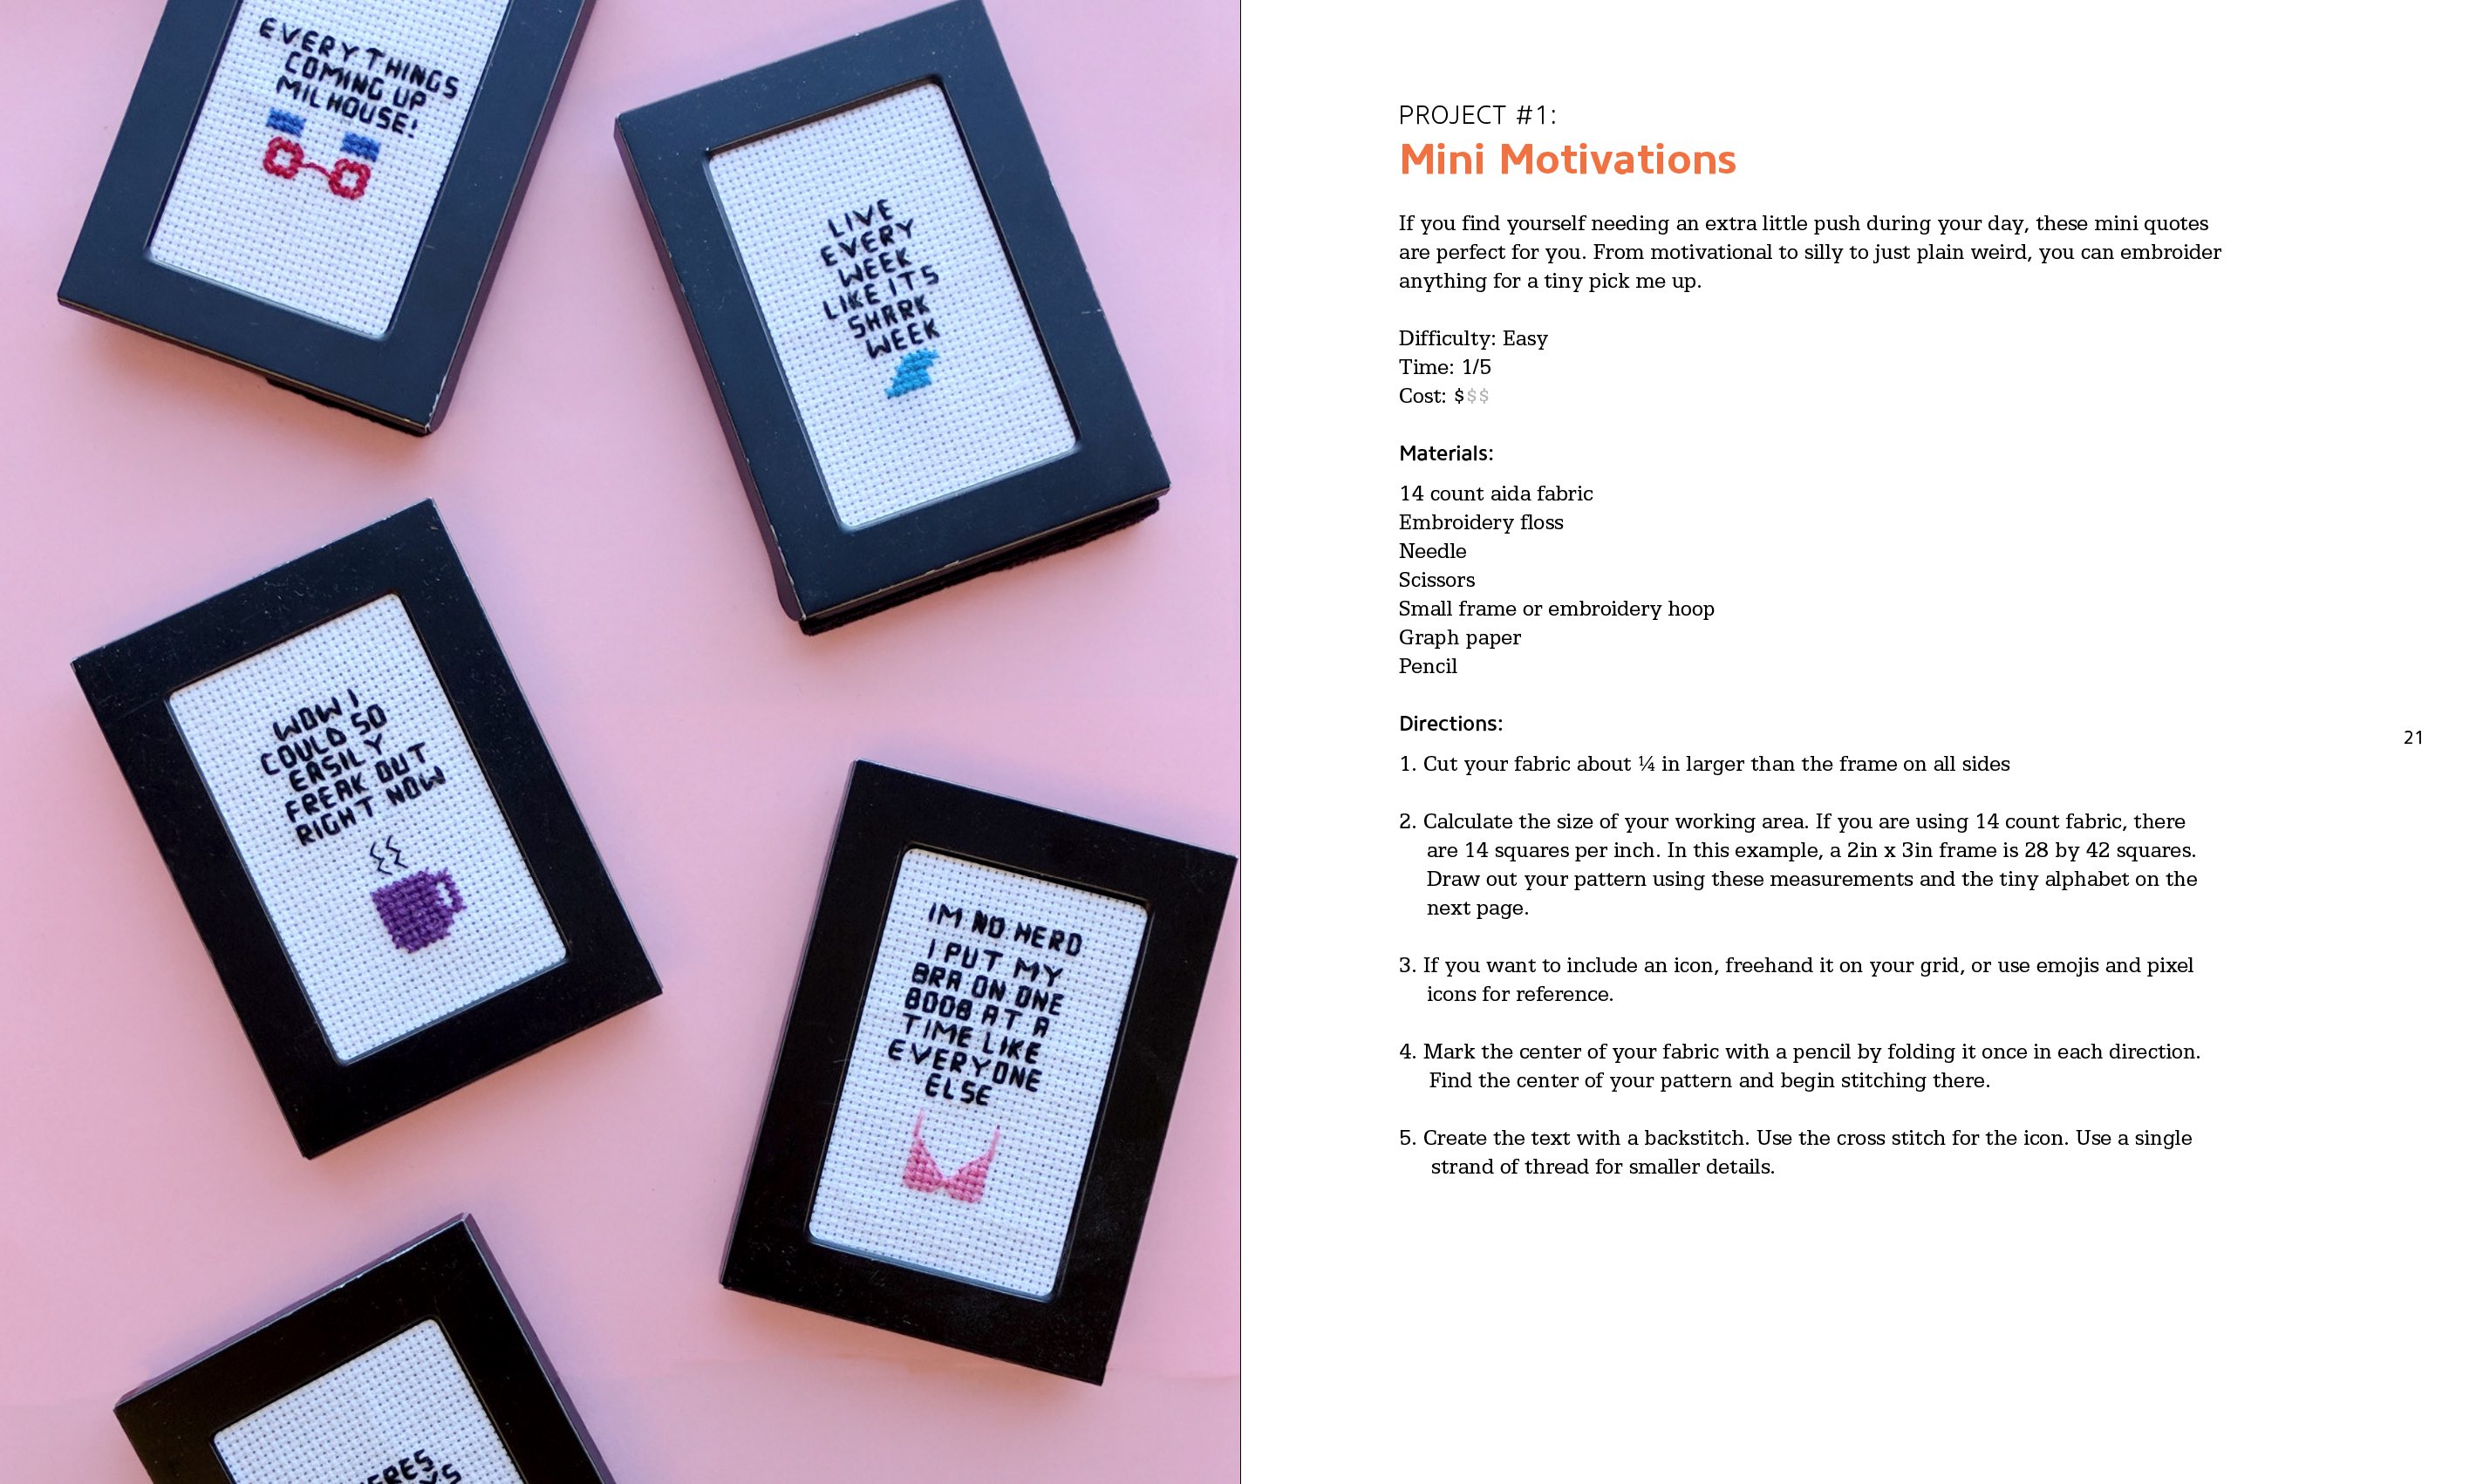 EVERYTHINGS
COMING UP
MILHOUSE!
LIVE
EVERY
WEEK
LIKE ITS
SHARK
WEEK
WOW I
COULD SO
EASILY
FREAK OUT
RIGHT NOW
IM NO HERO
I PUT MY
BRA ON ONE
BOOB AT A
TIME LIKE
EVERYONE
ELSE
PROJECT #1:
Mini Motivations
If you find yourself needing an extra little push during your day, these mini quotes
are perfect for you. From motivational to silly to just plain weird, you can embroider
anything for a tiny pick me up.
Difficulty: Easy
Time: 1/5
Cost: $$$
Materials:
14 count aida fabric
Embroidery floss
Needle
Scissors
Small frame or embroidery hoop
Graph paper
Pencil
Directions:
1. Cut your fabric about ¼ in larger than the frame on all sides
2. Calculate the size of your working area. If you are using 14 count fabric, there
are 14 squares per inch. In this example, a 2in x 3in frame is 28 by 42 squares.
Draw out your pattern using these measurements and the tiny alphabet on the
next page.
3. If you want to include an icon, freehand it on your grid, or use emojis and pixel
icons for reference.
4. Mark the center of your fabric with a pencil by folding it once in each direction.
Find the center of your pattern and begin stitching there.
5. Create the text with a backstitch. Use the cross stitch for the icon. Use a single
strand of thread for smaller details.
21